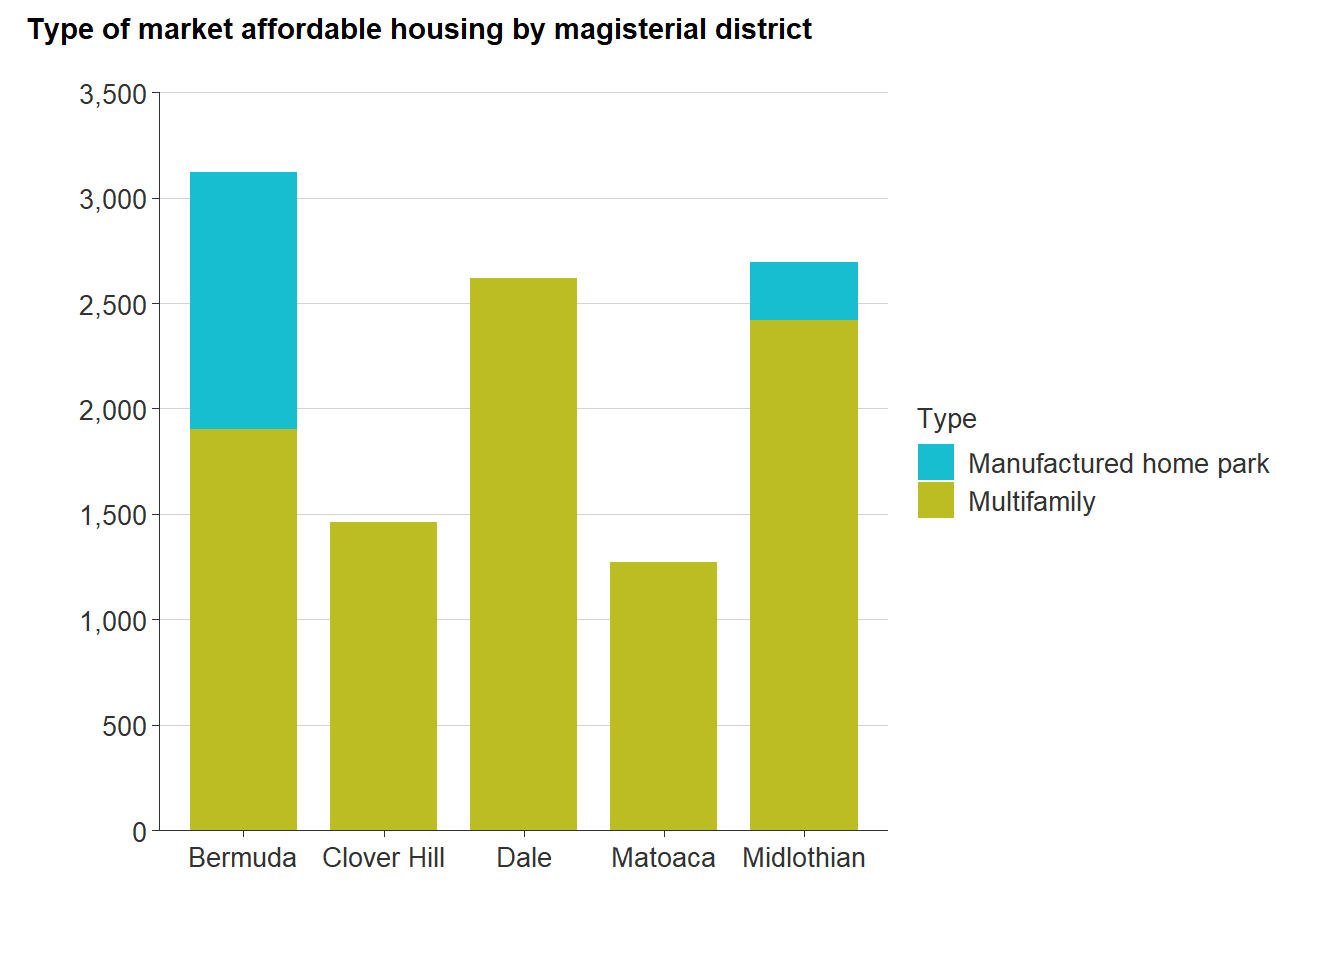 Type of market affordable housing by magisterial district
3,500
3,000
2,500
2,000
1,500
1,000
500
0
Bermuda Clover Hill Dale Matoaca Midlothian
Type
Manufactured home park
Multifamily